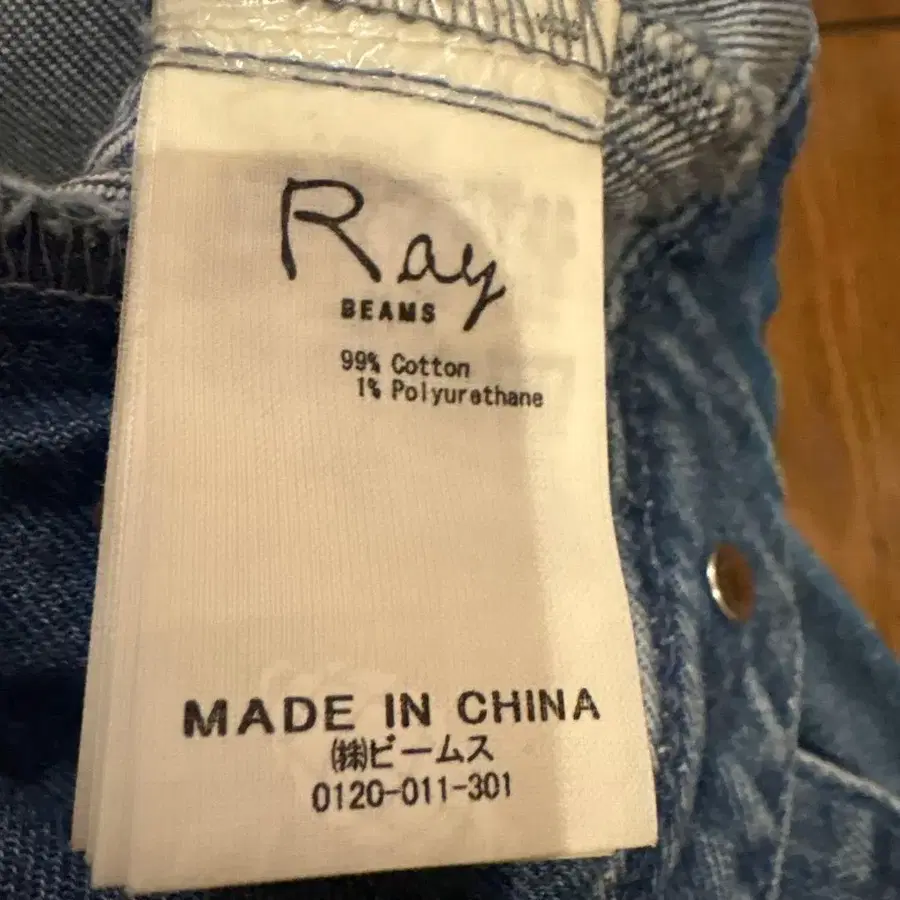 Ray
BEAMS
99% Cotton
1% Polyurethane
MADE IN CHINA
㈱ビームス
0120-011-301